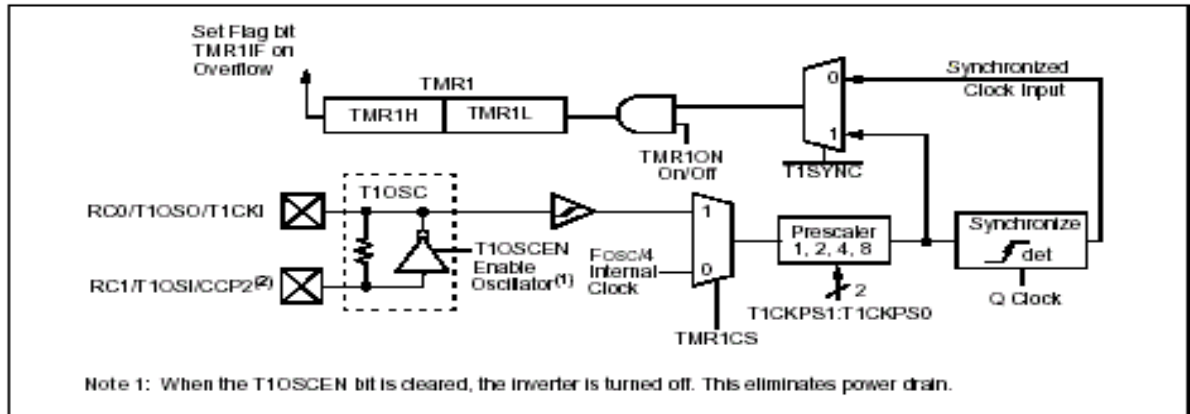 Set Flag bit
TMR1IF on
Overflow
TMR1
TMR1H
TMR1L
TMR1ON
On/Off
0
1
T1SYNC
Synchronized
Clock Input
T1OSC
RC0/T1OSO/T1CKI
RC1/T1OSI/CCP2(2)
T1OSCEN
Enable
Oscillator(1)
FOSC/4
Internal
Clock
1
0
TMR1CS
Prescaler
1, 2, 4, 8
2
T1CKPS1:T1CKPS0
Synchronize
det
Q Clock
Note 1: When the T1OSCEN bit is cleared, the inverter is turned off. This eliminates power drain.